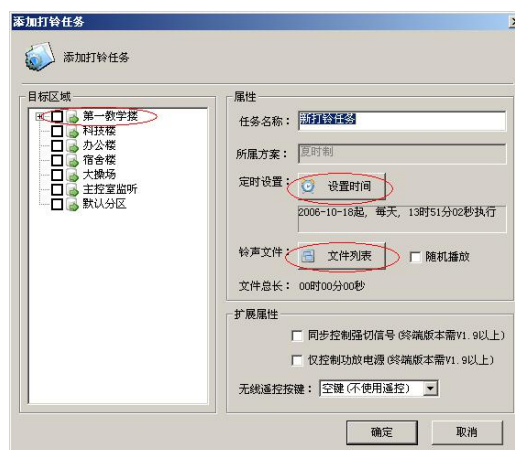 添加打铃任务
添加打铃任务
目标区域
第一教学楼
科技楼
办公楼
宿舍楼
大操场
主控室监听
默认分区
属性
任务名称：新打铃任务
所属方案：夏时制
定时设置：设置时间
2006-10-18起，每天，13时51分02秒执行
铃声文件：文件列表 随机播放
文件总长：00时00分00秒
扩展属性
同步控制强切信号(终端版本需V1.9以上)
仅控制功放电源(终端版本需V1.9以上)
无线遥控按键：空键(不使用遥控)
确定 取消